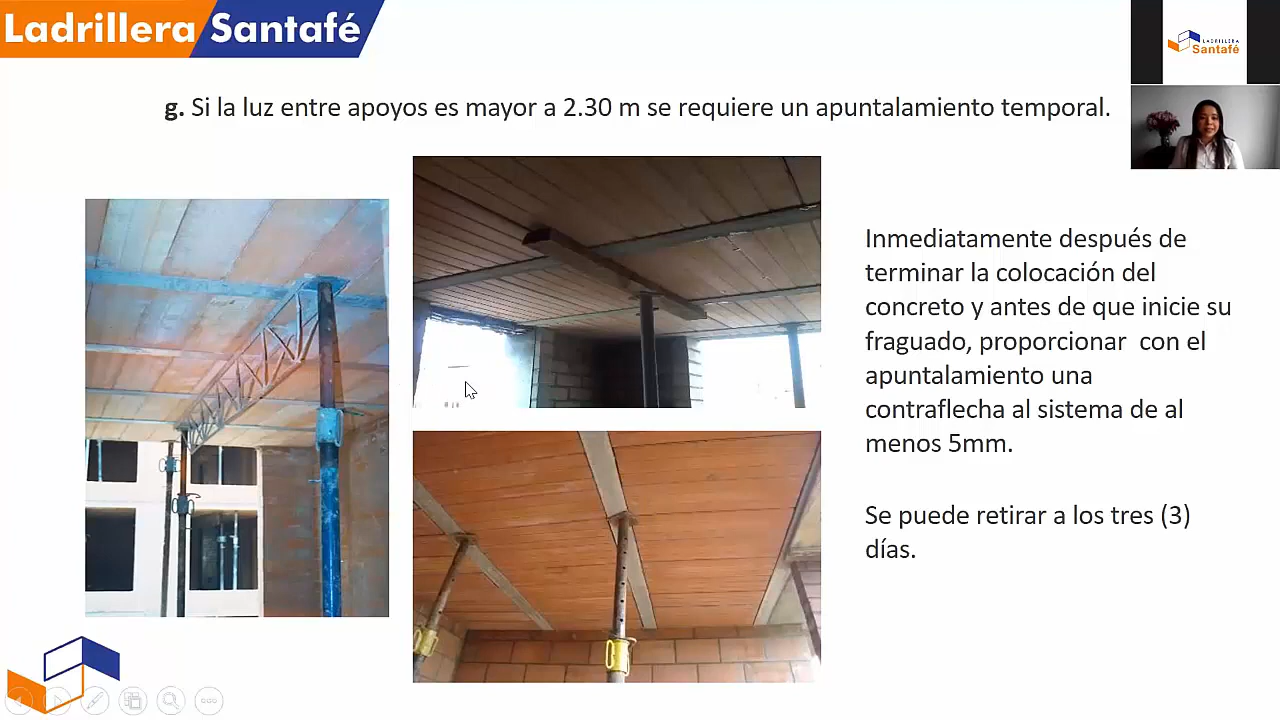 Ladrillera Santafé
LADRILLERA
Santafé
g. Si la luz entre apoyos es mayor a 2.30 m se requiere un apuntalamiento temporal.
Inmediatamente después de
terminar la colocación del
concreto y antes de que inicie su
fraguado, proporcionar con el
apuntalamiento una
contraflecha al sistema de al
menos 5mm.
Se puede retirar a los tres (3)
días.